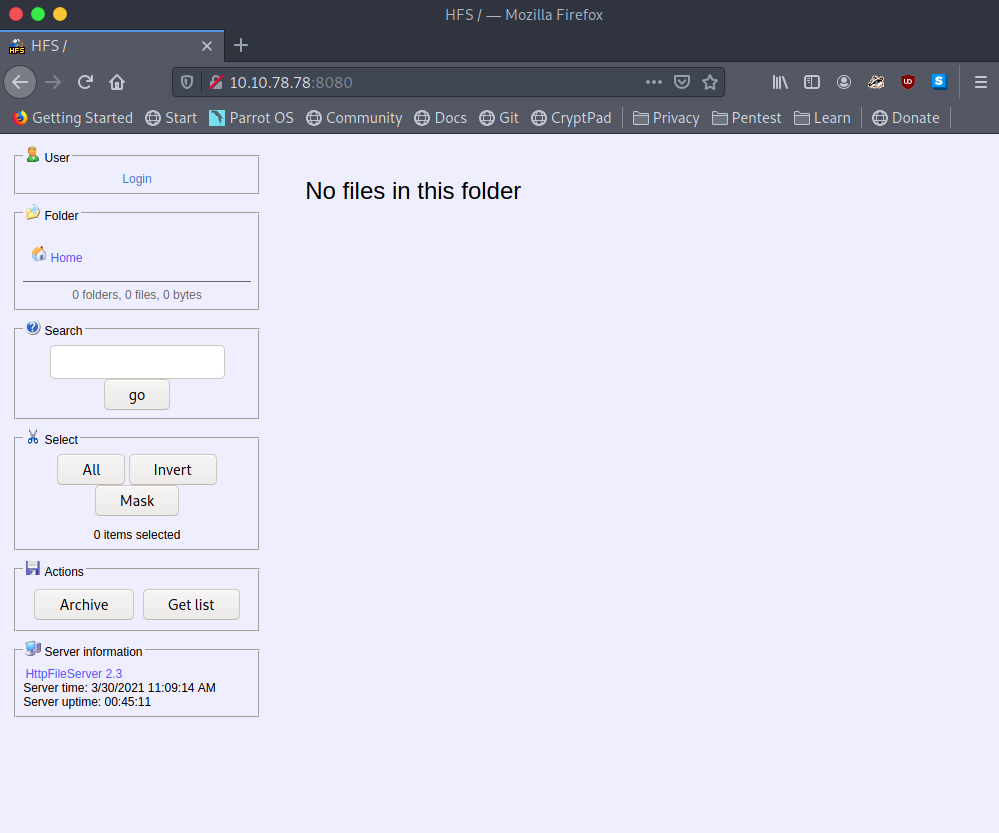 HFS / — Mozilla Firefox
HFS /
10.10.78.78:8080
Getting Started Start Parrot OS Community Docs Git CryptPad Privacy Pentest Learn Donate
User
Login
No files in this folder
Folder
Home
0 folders, 0 files, 0 bytes
Search
go
Select
All Invert
Mask
0 items selected
Actions
Archive Get list
Server information
HttpFileServer 2.3
Server time: 3/30/2021 11:09:14 AM
Server uptime: 00:45:11